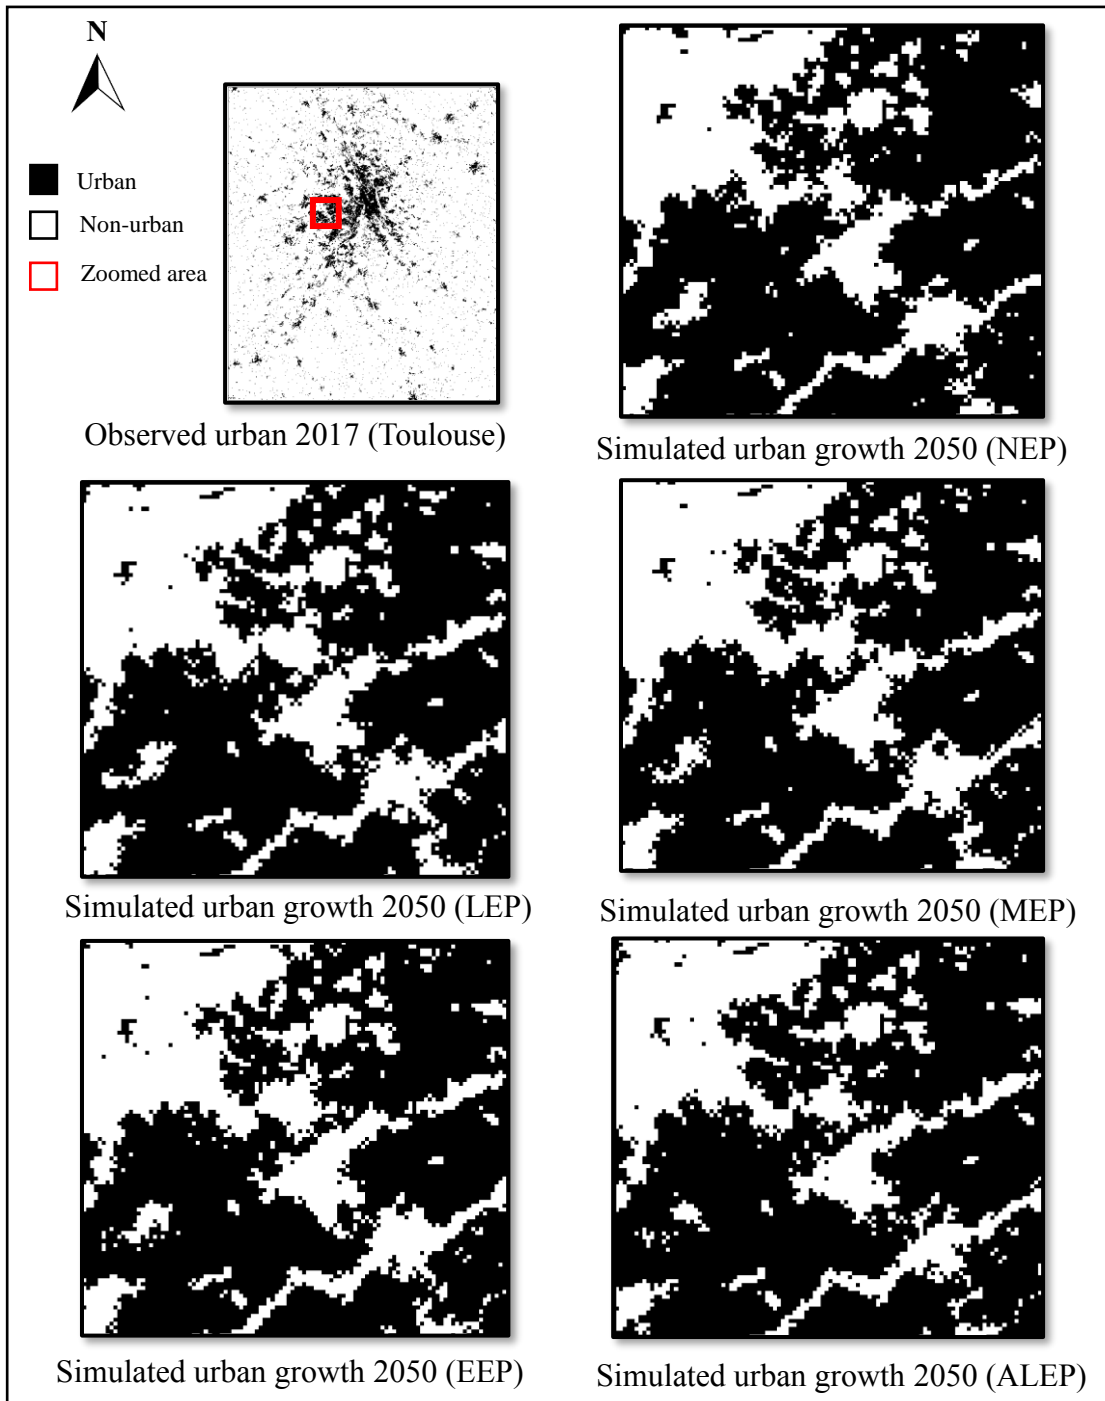 N
Urban
Non-urban
Zoomed area
Observed urban 2017 (Toulouse)
Simulated urban growth 2050 (NEP)
Simulated urban growth 2050 (LEP)
Simulated urban growth 2050 (MEP)
Simulated urban growth 2050 (EEP)
Simulated urban growth 2050 (ALEP)